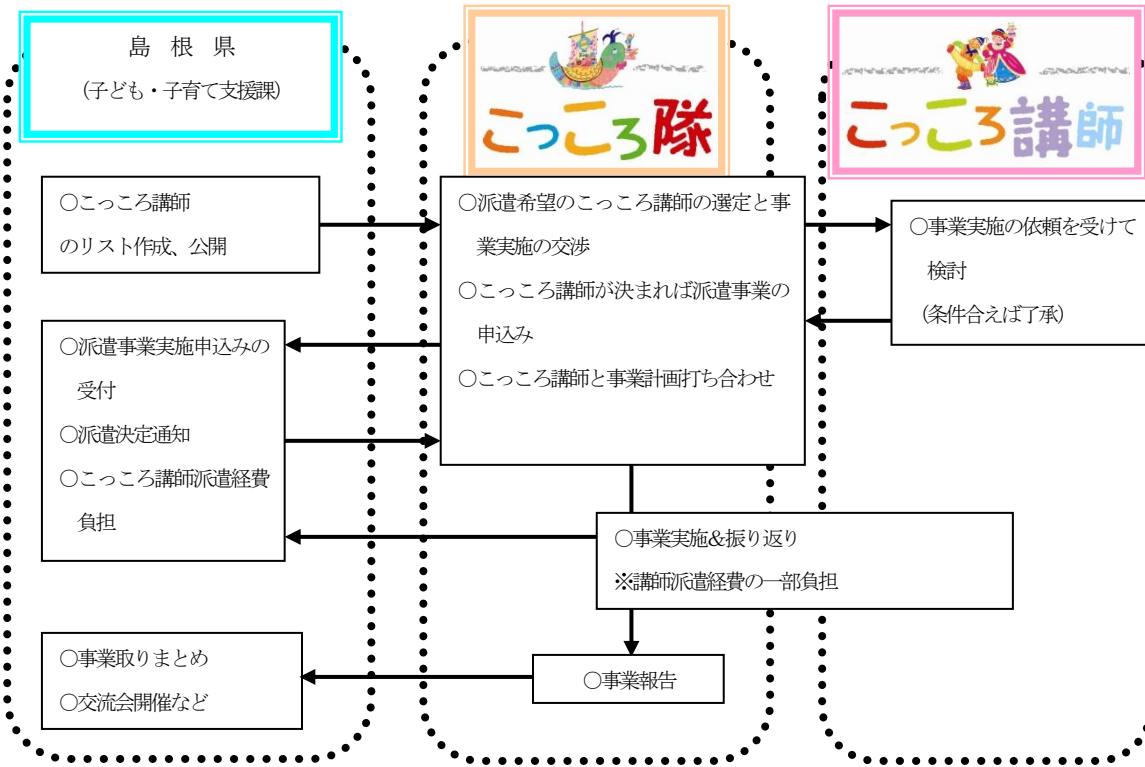 島 根 県
(子ども・子育て支援課)
こっころ隊
こっころ講師
○こっころ講師
のリスト作成、公開
○派遣希望のこっころ講師の選定と事
業実施の交渉
○こっころ講師が決まれば派遣事業の
申込み
○こっころ講師と事業計画打ち合わせ
○事業実施の依頼を受けて
検討
(条件合えば了承)
○派遣事業実施申込みの
受付
○派遣決定通知
○こっころ講師派遣経費
負担
○事業実施&振り返り
※講師派遣経費の一部負担
○事業取りまとめ
○交流会開催など
○事業報告